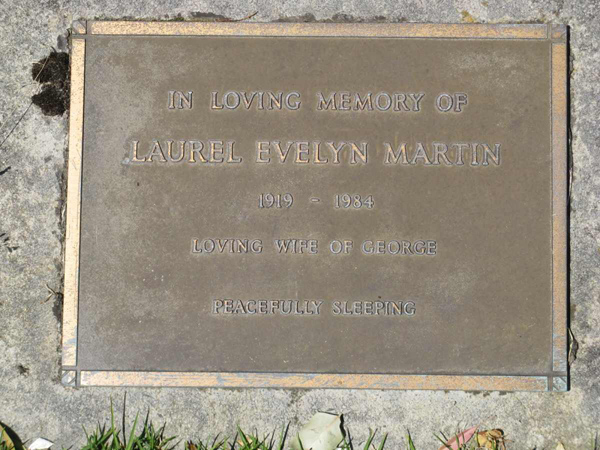 IN LOVING MEMORY OF
LAUREL EVELYN MARTIN
1919 - 1984
LOVING WIFE OF GEORGE
PEACEFULLY SLEEPING